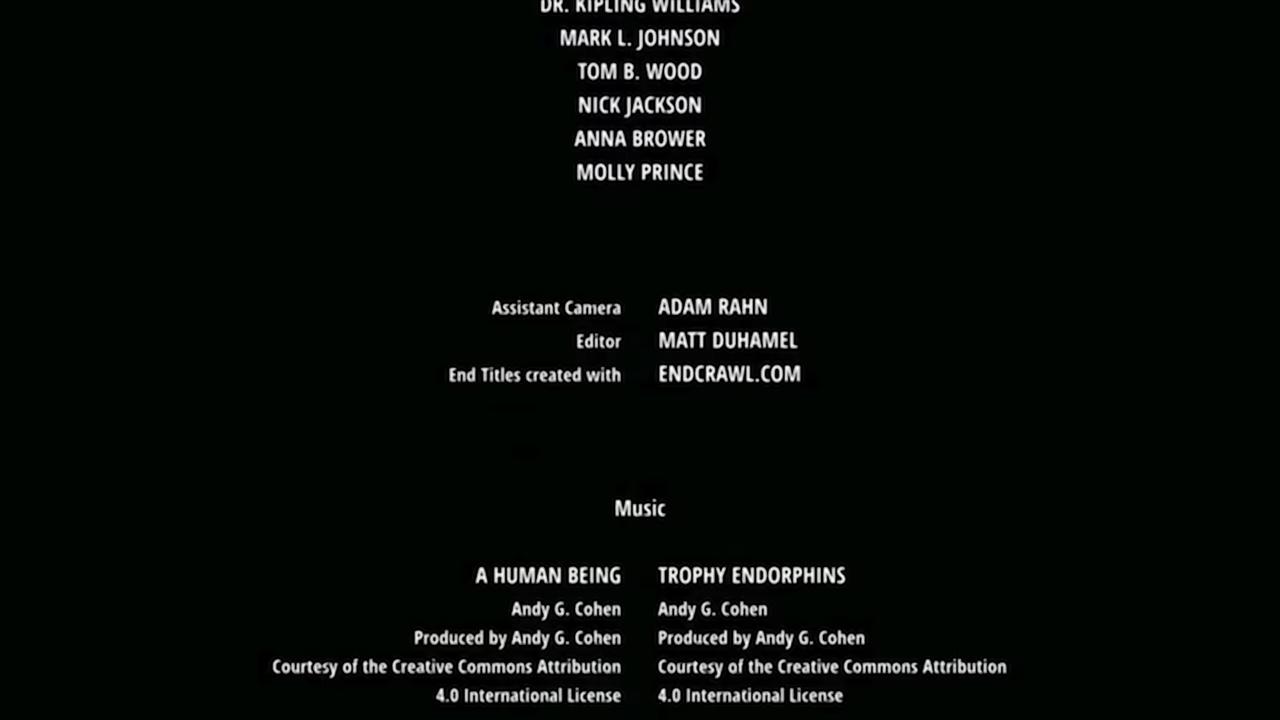 DR. KIPLING WILLIAMS
MARK L. JOHNSON
TOM B. WOOD
NICK JACKSON
ANNA BROWER
MOLLY PRINCE
Assistant Camera ADAM RAHN
Editor MATT DUHAMEL
End Titles created with ENDCRAWL.COM
Music
A HUMAN BEING TROPHY ENDORPHINS
Andy G. Cohen Andy G. Cohen
Produced by Andy G. Cohen Produced by Andy G. Cohen
Courtesy of the Creative Commons Attribution Courtesy of the Creative Commons Attribution
4.0 International License 4.0 International License